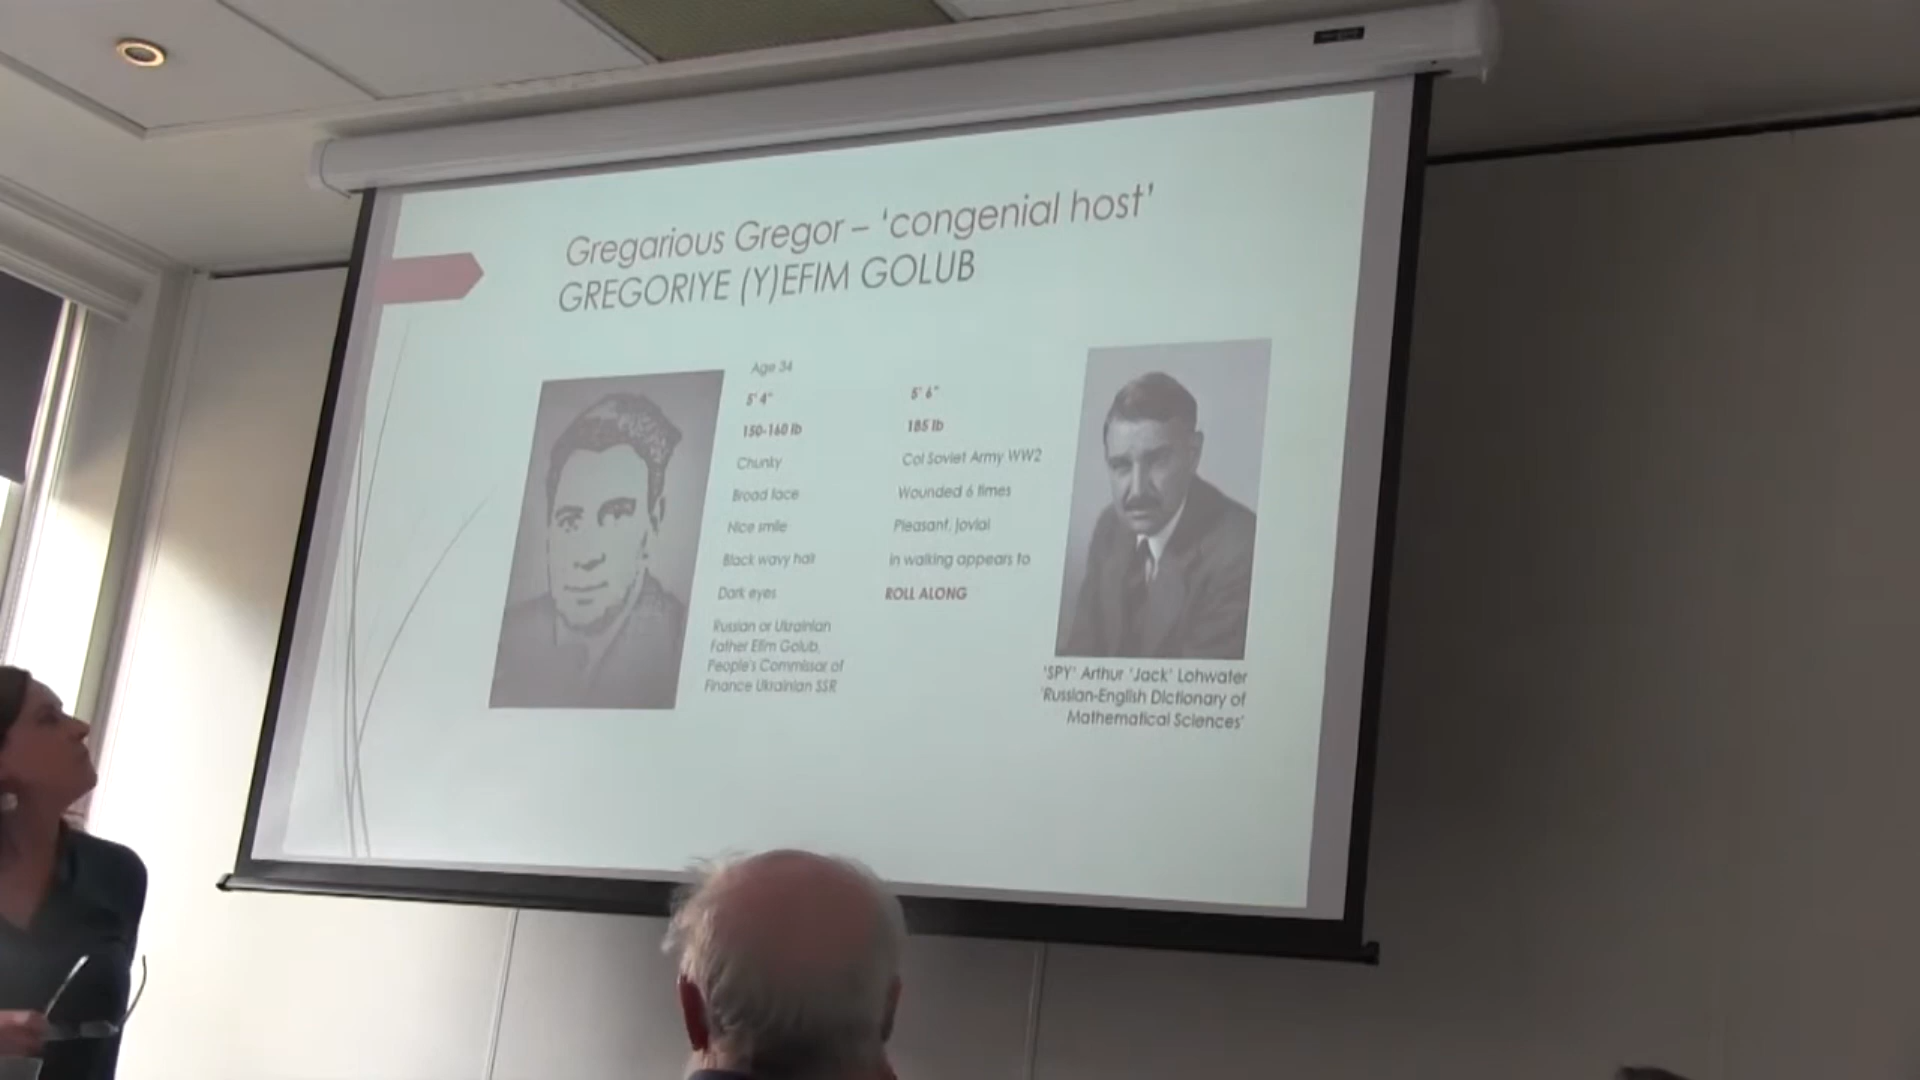 Gregarious Gregor – ‘congenial host’
GREGORIYE (Y)EFIM GOLUB
Age 34
5' 4"
150-160 lb
Chunky
Broad face
Nice smile
Black wavy hair
Dark eyes
Russian or Ukrainian
Father Efim Golub,
People's Commissar of
Finance Ukrainian SSR
5' 6"
185 lb
Col Soviet Army WW2
Wounded 6 times
Pleasant, jovial
in walking appears to
ROLL ALONG
'SPY' Arthur 'Jack' Lohwater
'Russian-English Dictionary of
Mathematical Sciences'